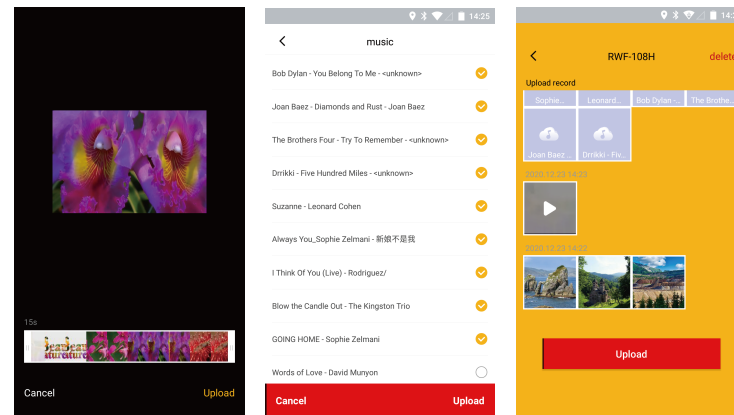 15s
Cancel
Upload
14:25
music
Bob Dylan - You Belong To Me - <unknown>
Joan Baez - Diamonds and Rust - Joan Baez
The Brothers Four - Try To Remember - <unknown>
Drrikki - Five Hundred Miles - <unknown>
Suzanne - Leonard Cohen
Always You_Sophie Zelmani - 新娘不是我
I Think Of You (Live) - Rodriguez/
Blow the Candle Out - The Kingston Trio
GOING HOME - Sophie Zelmani
Words of Love - David Munyon
Cancel
Upload
RWF-108H
delete
Upload record
Sophie...
Leonard...
Bob Dylan -...
The Brothe...
Joan Baez ...
Drrikki - Fiv...
2020.12.23 14:23
2020.12.23 14:22
Upload